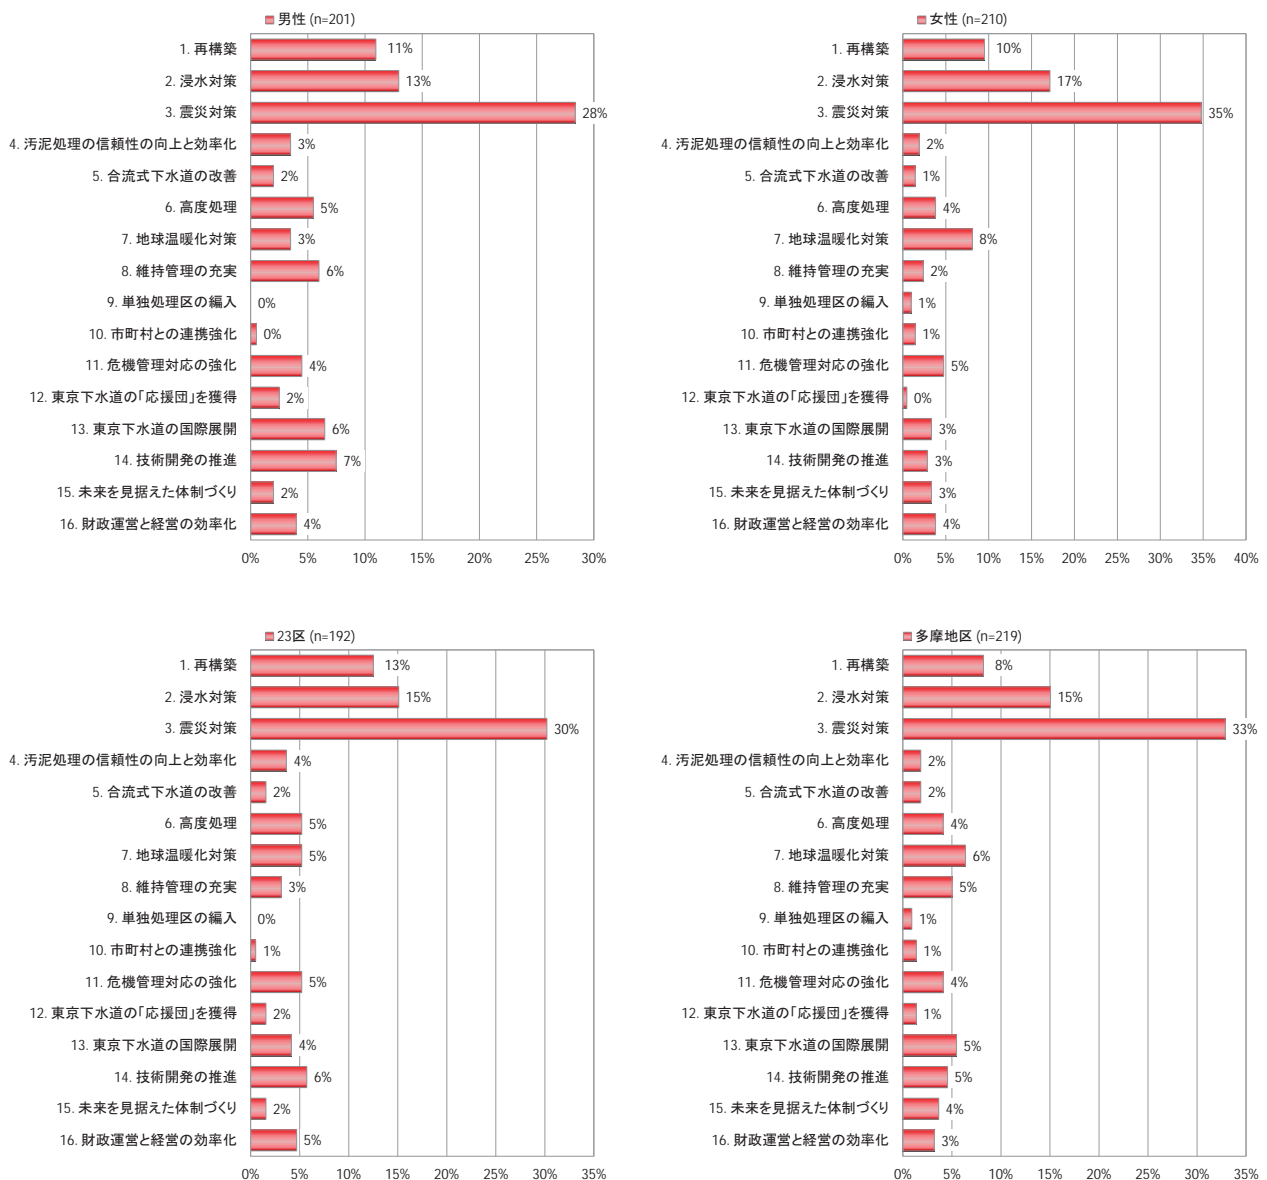 男性 (n=201)
1. 再構築 11%
2. 浸水対策 13%
3. 震災対策 28%
4. 汚泥処理の信頼性の向上と効率化 3%
5. 合流式下水道の改善 2%
6. 高度処理 5%
7. 地球温暖化対策 3%
8. 維持管理の充実 6%
9. 単独処理区の編入 0%
10. 市町村との連携強化 0%
11. 危機管理対応の強化 4%
12. 東京下水道の「応援団」を獲得 2%
13. 東京下水道の国際展開 6%
14. 技術開発の推進 7%
15. 未来を見据えた体制づくり 2%
16. 財政運営と経営の効率化 4%
0% 5% 10% 15% 20% 25% 30%
女性 (n=210)
1. 再構築 10%
2. 浸水対策 17%
3. 震災対策 35%
4. 汚泥処理の信頼性の向上と効率化 2%
5. 合流式下水道の改善 1%
6. 高度処理 4%
7. 地球温暖化対策 8%
8. 維持管理の充実 2%
9. 単独処理区の編入 1%
10. 市町村との連携強化 1%
11. 危機管理対応の強化 5%
12. 東京下水道の「応援団」を獲得 0%
13. 東京下水道の国際展開 3%
14. 技術開発の推進 3%
15. 未来を見据えた体制づくり 3%
16. 財政運営と経営の効率化 4%
0% 5% 10% 15% 20% 25% 30% 35% 40%
23区 (n=192)
1. 再構築 13%
2. 浸水対策 15%
3. 震災対策 30%
4. 汚泥処理の信頼性の向上と効率化 4%
5. 合流式下水道の改善 2%
6. 高度処理 5%
7. 地球温暖化対策 5%
8. 維持管理の充実 3%
9. 単独処理区の編入 0%
10. 市町村との連携強化 1%
11. 危機管理対応の強化 5%
12. 東京下水道の「応援団」を獲得 2%
13. 東京下水道の国際展開 4%
14. 技術開発の推進 6%
15. 未来を見据えた体制づくり 2%
16. 財政運営と経営の効率化 5%
0% 5% 10% 15% 20% 25% 30% 35%
多摩地区 (n=219)
1. 再構築 8%
2. 浸水対策 15%
3. 震災対策 33%
4. 汚泥処理の信頼性の向上と効率化 2%
5. 合流式下水道の改善 2%
6. 高度処理 4%
7. 地球温暖化対策 6%
8. 維持管理の充実 5%
9. 単独処理区の編入 1%
10. 市町村との連携強化 1%
11. 危機管理対応の強化 4%
12. 東京下水道の「応援団」を獲得 1%
13. 東京下水道の国際展開 5%
14. 技術開発の推進 5%
15. 未来を見据えた体制づくり 4%
16. 財政運営と経営の効率化 3%
0% 5% 10% 15% 20% 25% 30% 35%